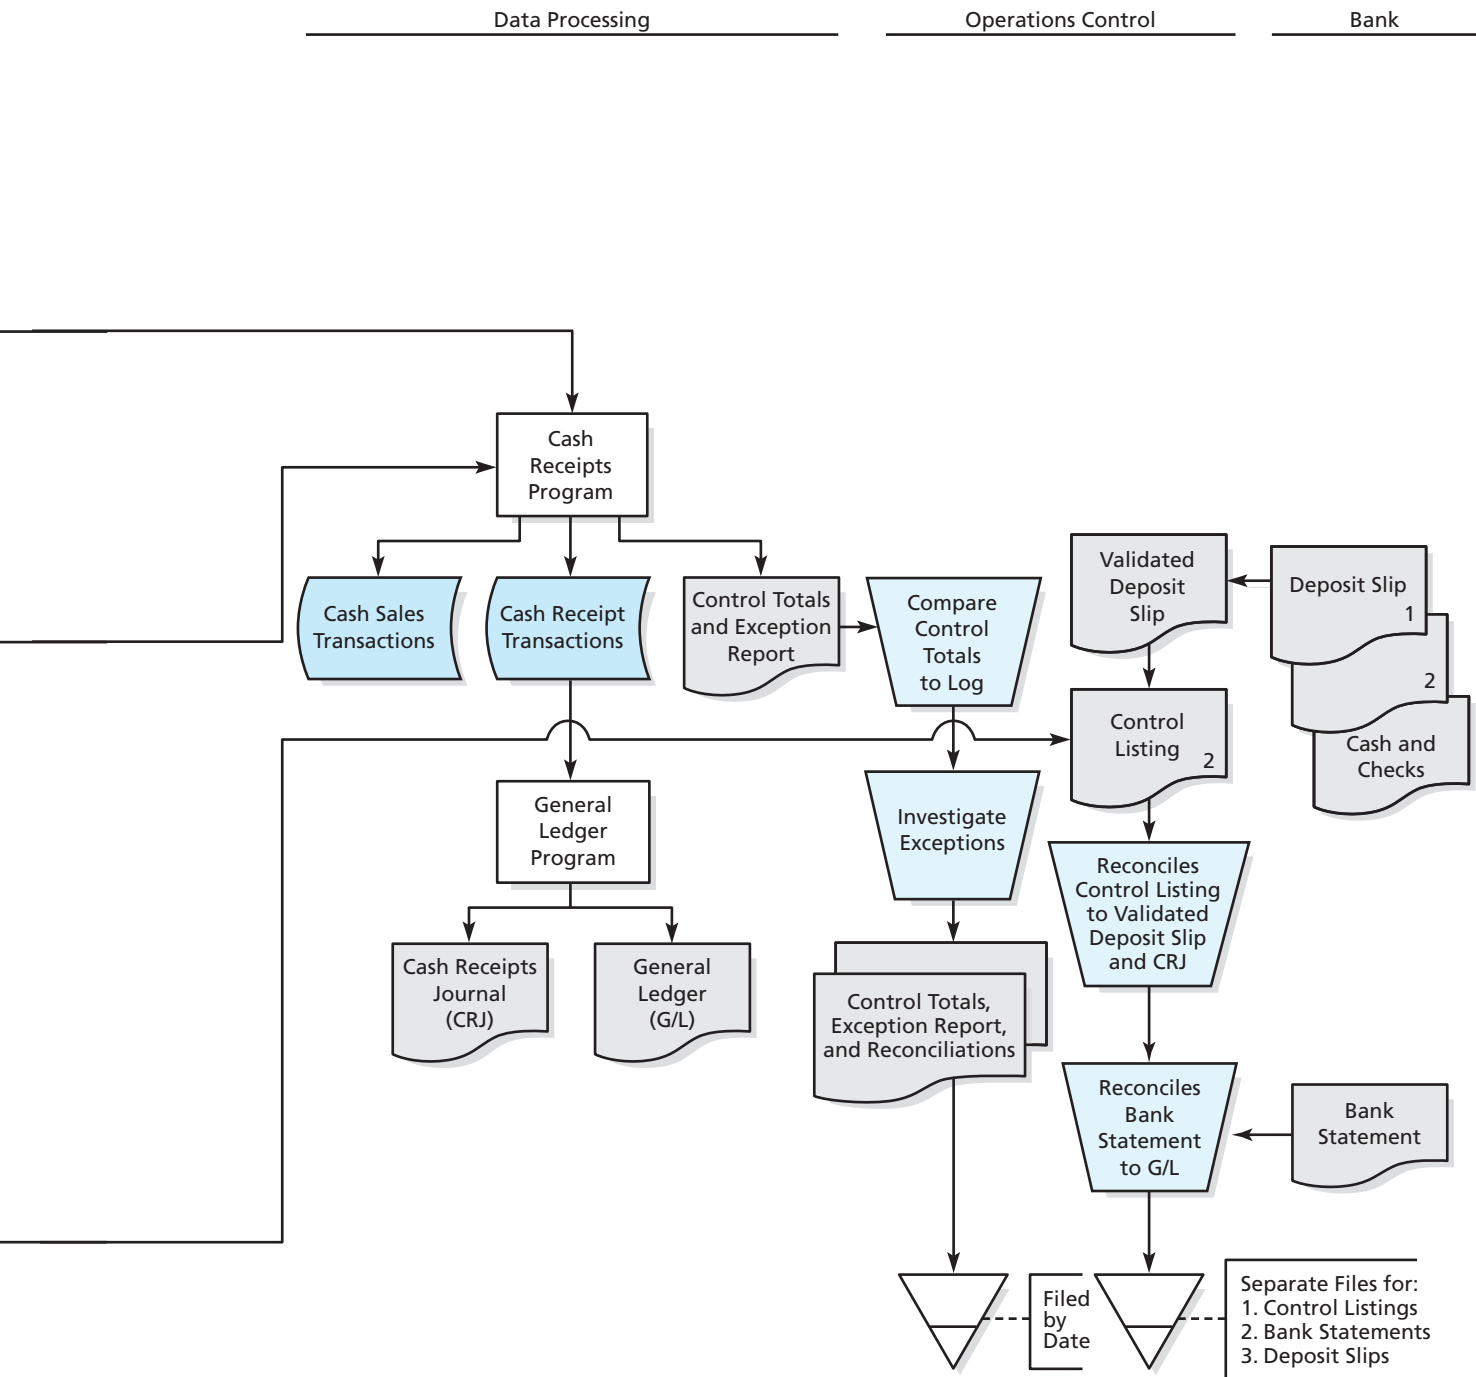 Data Processing
Operations Control
Bank
Cash
Receipts
Program
Cash Sales
Transactions
Cash Receipt
Transactions
Control Totals
and Exception
Report
Compare
Control
Totals
to Log
Validated
Deposit
Slip
Deposit Slip
1
2
Cash and
Checks
Control
Listing
2
General
Ledger
Program
Investigate
Exceptions
Reconciles
Control Listing
to Validated
Deposit Slip
and CRJ
Cash Receipts
Journal
(CRJ)
General
Ledger
(G/L)
Control Totals,
Exception Report,
and Reconciliations
Reconciles
Bank
Statement
to G/L
Bank
Statement
Filed
by
Date
Separate Files for:
1. Control Listings
2. Bank Statements
3. Deposit Slips